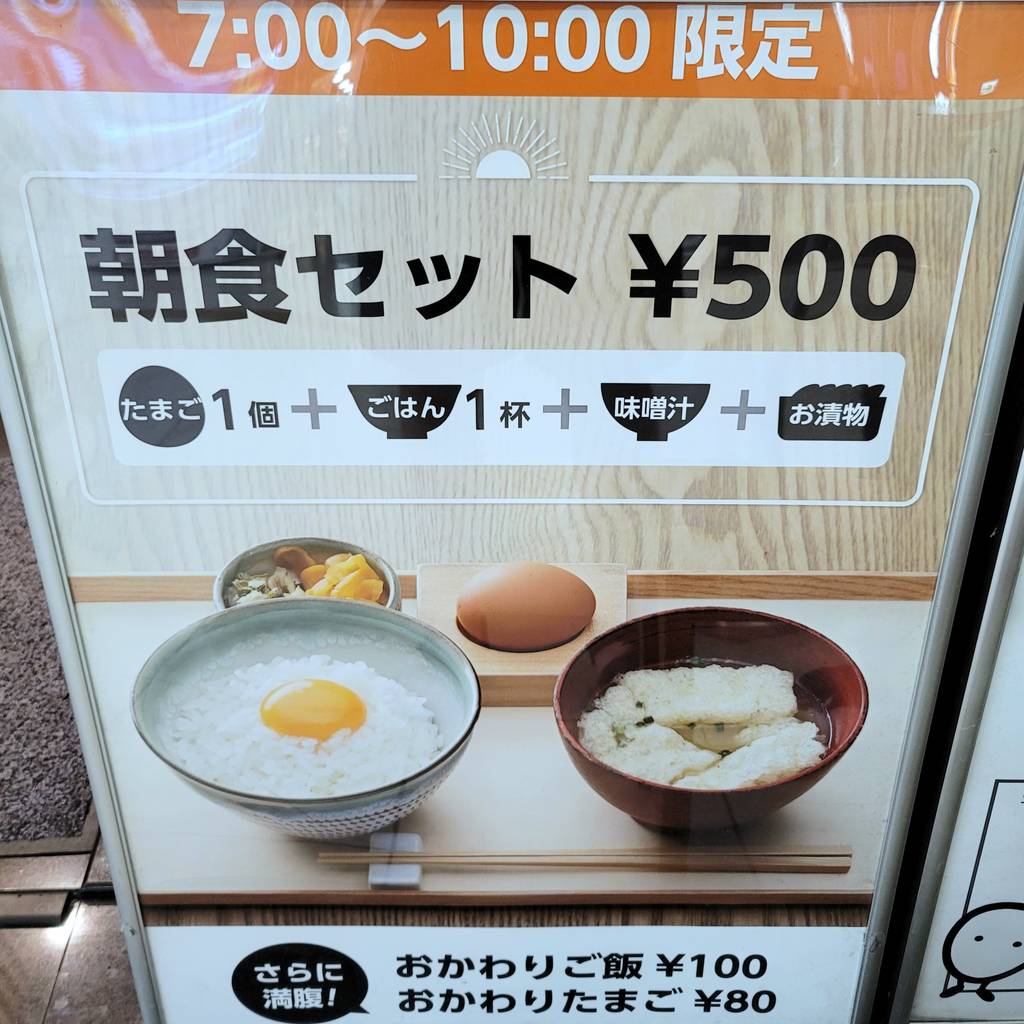 7:00〜10:00 限定
朝食セット ¥500
たまご1個 + ごはん1杯 + 味噌汁 + お漬物
さらに満腹!
おかわりご飯 ¥100
おかわりたまご ¥80